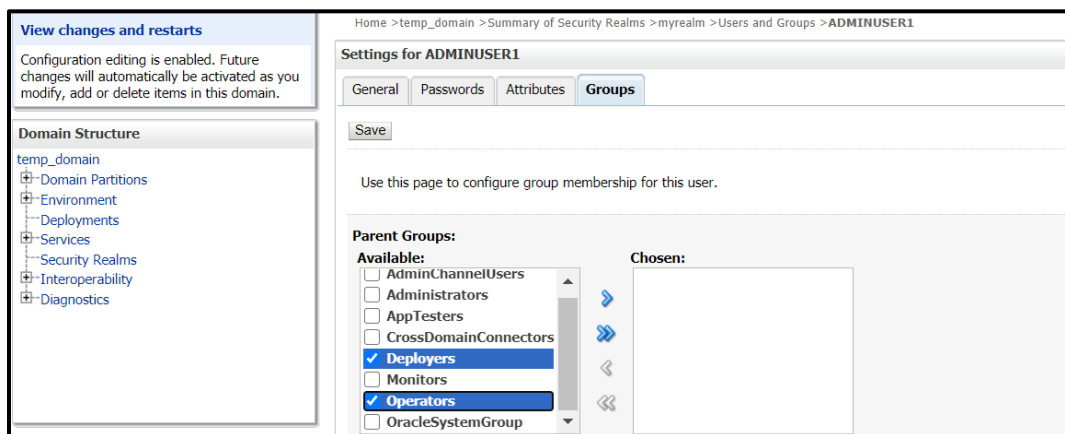 View changes and restarts
Configuration editing is enabled. Future
changes will automatically be activated as you
modify, add or delete items in this domain.
Domain Structure
temp_domain
Domain Partitions
Environment
Deployments
Services
Security Realms
Interoperability
Diagnostics
Home >temp_domain >Summary of Security Realms >myrealm >Users and Groups >ADMINUSER1
Settings for ADMINUSER1
General Passwords Attributes Groups
Save
Use this page to configure group membership for this user.
Parent Groups:
Available: Chosen:
AdminChannelUsers
Administrators
AppTesters
CrossDomainConnectors
Deployers
Monitors
Operators
OracleSystemGroup